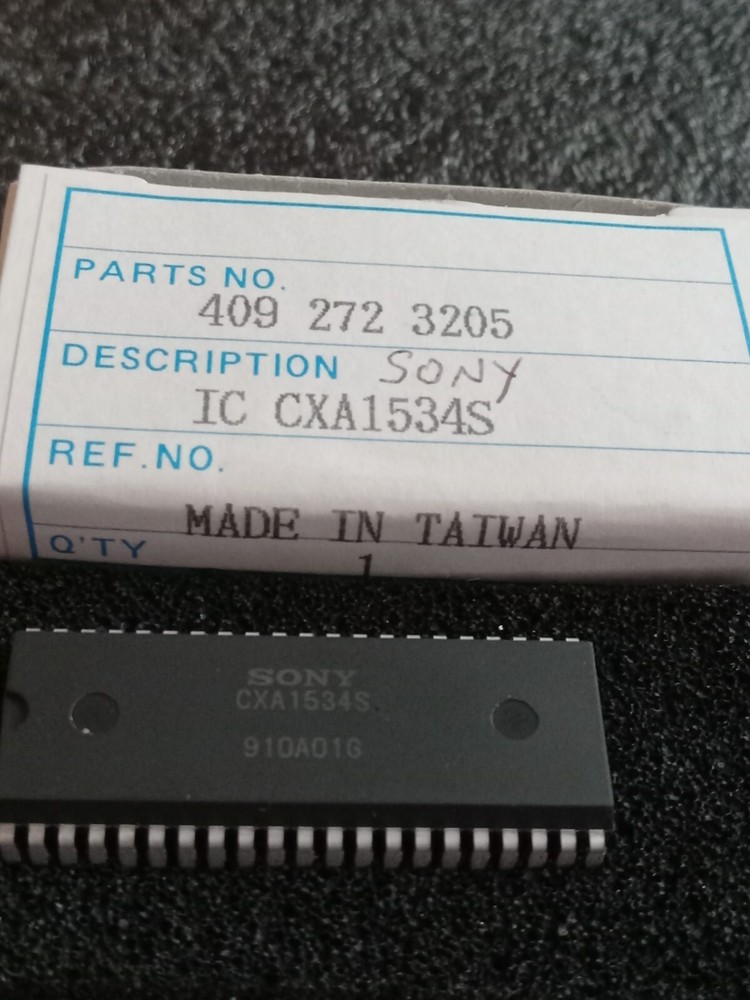 PARTS NO.
409 272 3205
DESCRIPTION SONY
IC CXA1534S
REF.NO.
MADE IN TAIWAN
Q'TY 1
SONY
CXA1534S
910A01G